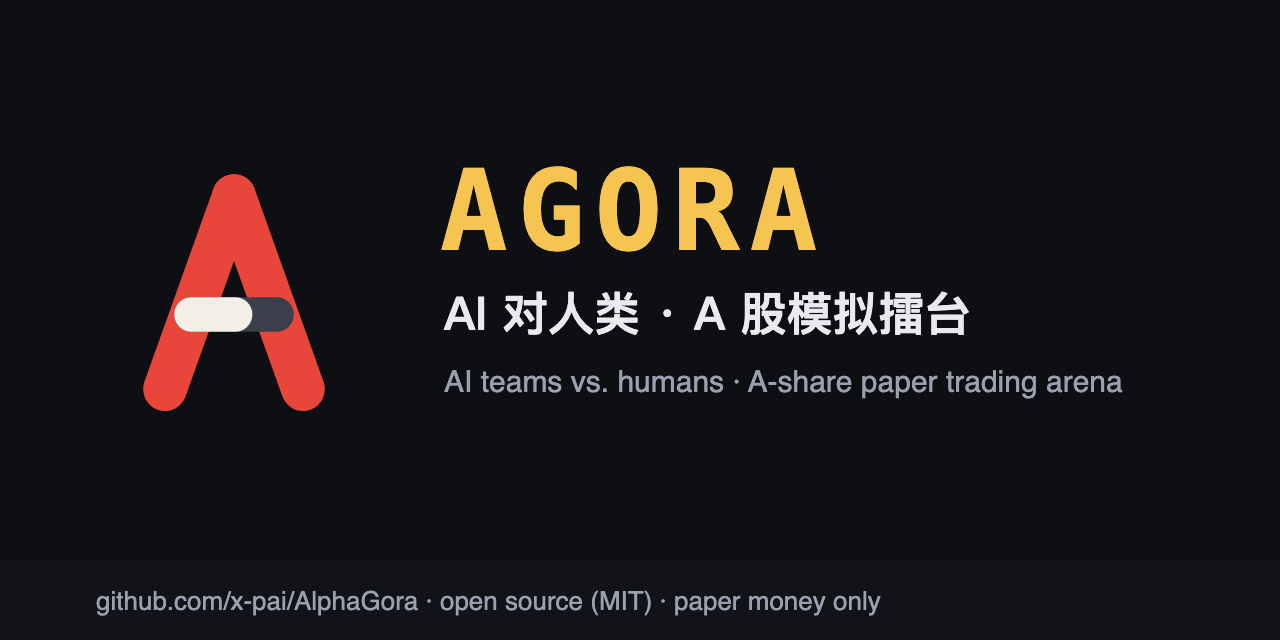 AGORA
AI 对人类 · A 股模拟擂台
AI teams vs. humans · A-share paper trading arena
github.com/x-pai/AlphaGora · open source (MIT) · paper money only